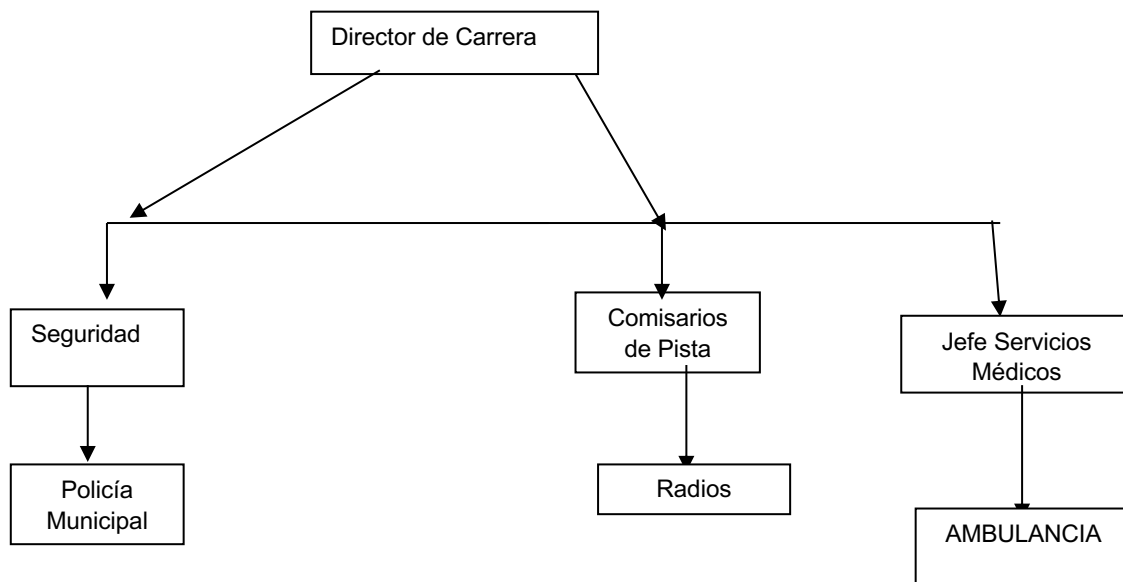 Director de Carrera
Seguridad
Comisarios
de Pista
Jefe Servicios
Médicos
Policía
Municipal
Radios
AMBULANCIA